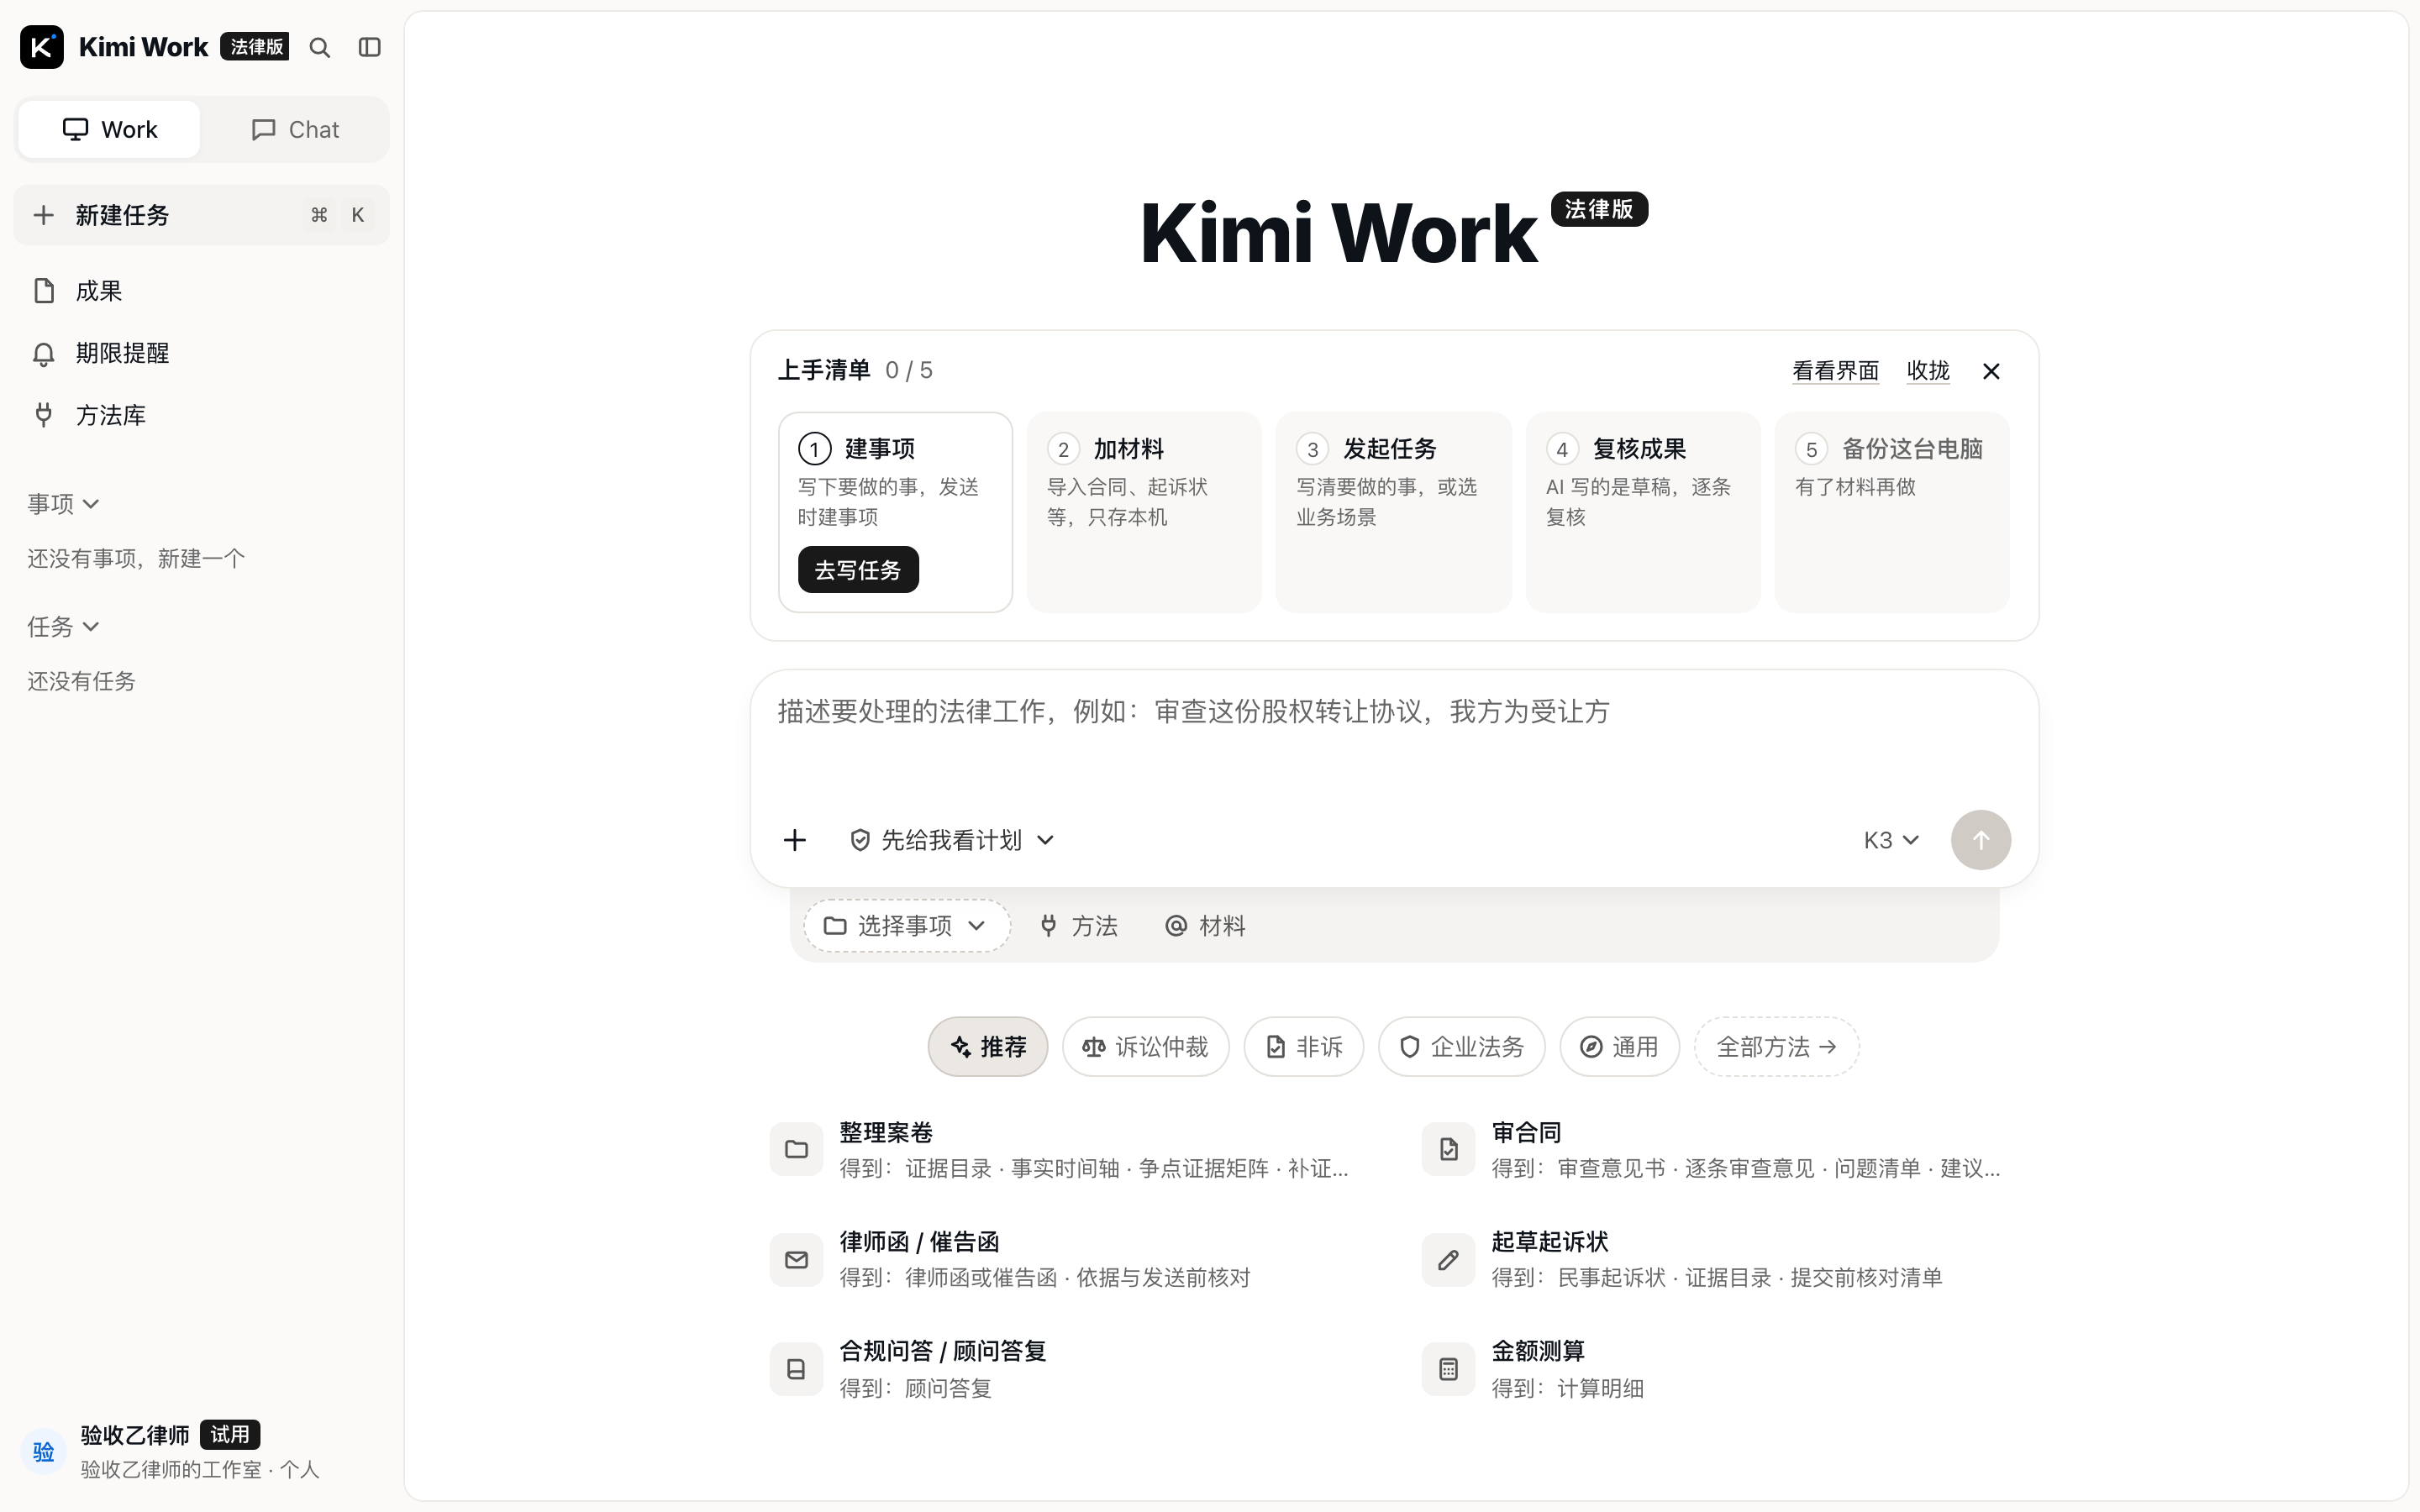 Kimi Work 法律版
Work
Chat
新建任务 ⌘ K
成果
期限提醒
方法库
事项
还没有事项，新建一个
任务
还没有任务
验
验收乙律师 试用
验收乙律师的工作室 · 个人
Kimi Work 法律版
上手清单 0 / 5
看看界面 收拢
1 建事项
写下要做的事，发送
时建事项
去写任务
2 加材料
导入合同、起诉状
等，只存本机
3 发起任务
写清要做的事，或选
业务场景
4 复核成果
AI 写的是草稿，逐条
复核
5 备份这台电脑
有了材料再做
描述要处理的法律工作，例如：审查这份股权转让协议，我方为受让方
先给我看计划
K3
选择事项
方法
材料
推荐
诉讼仲裁
非诉
企业法务
通用
全部方法 →
整理案卷
得到：证据目录 · 事实时间轴 · 争点证据矩阵 · 补证...
审合同
得到：审查意见书 · 逐条审查意见 · 问题清单 · 建议...
律师函 / 催告函
得到：律师函或催告函 · 依据与发送前核对
起草起诉状
得到：民事起诉状 · 证据目录 · 提交前核对清单
合规问答 / 顾问答复
得到：顾问答复
金额测算
得到：计算明细